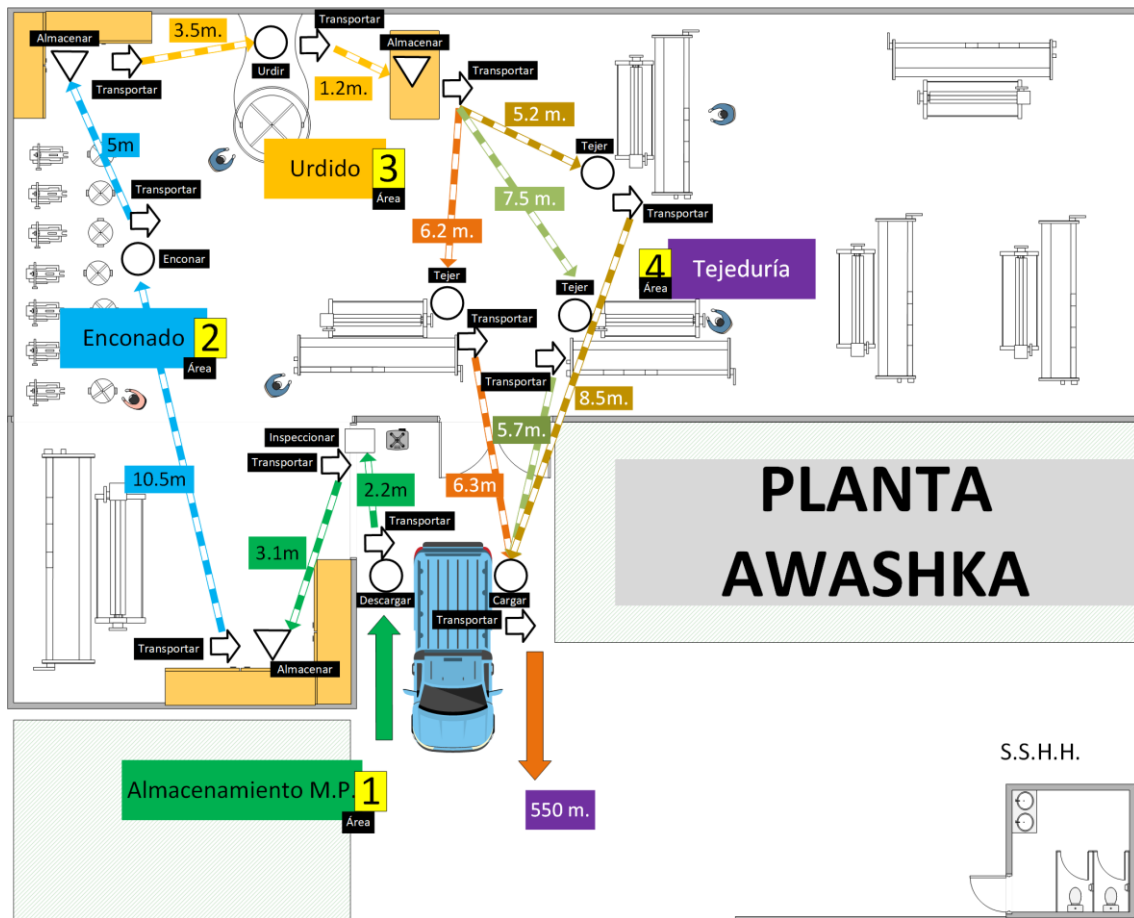 Almacenar
3.5m.
Transportar
Almacenar
Transportar
Urdir
1.2m.
Transportar
5.2 m.
5m
Urdido
3
Área
Tejer
7.5 m.
Transportar
Transportar
6.2 m.
Enconar
4
Área
Tejeduría
Tejer
Tejer
Enconado
2
Área
Transportar
Transportar
8.5m.
5.7m.
Inspeccionar
Transportar
10.5m
2.2m
6.3m
PLANTA
AWASHKA
Transportar
3.1m
Descargar
Cargar
Transportar
Transportar
Almacenar
S.S.H.H.
Almacenamiento M.P.
1
Área
550 m.